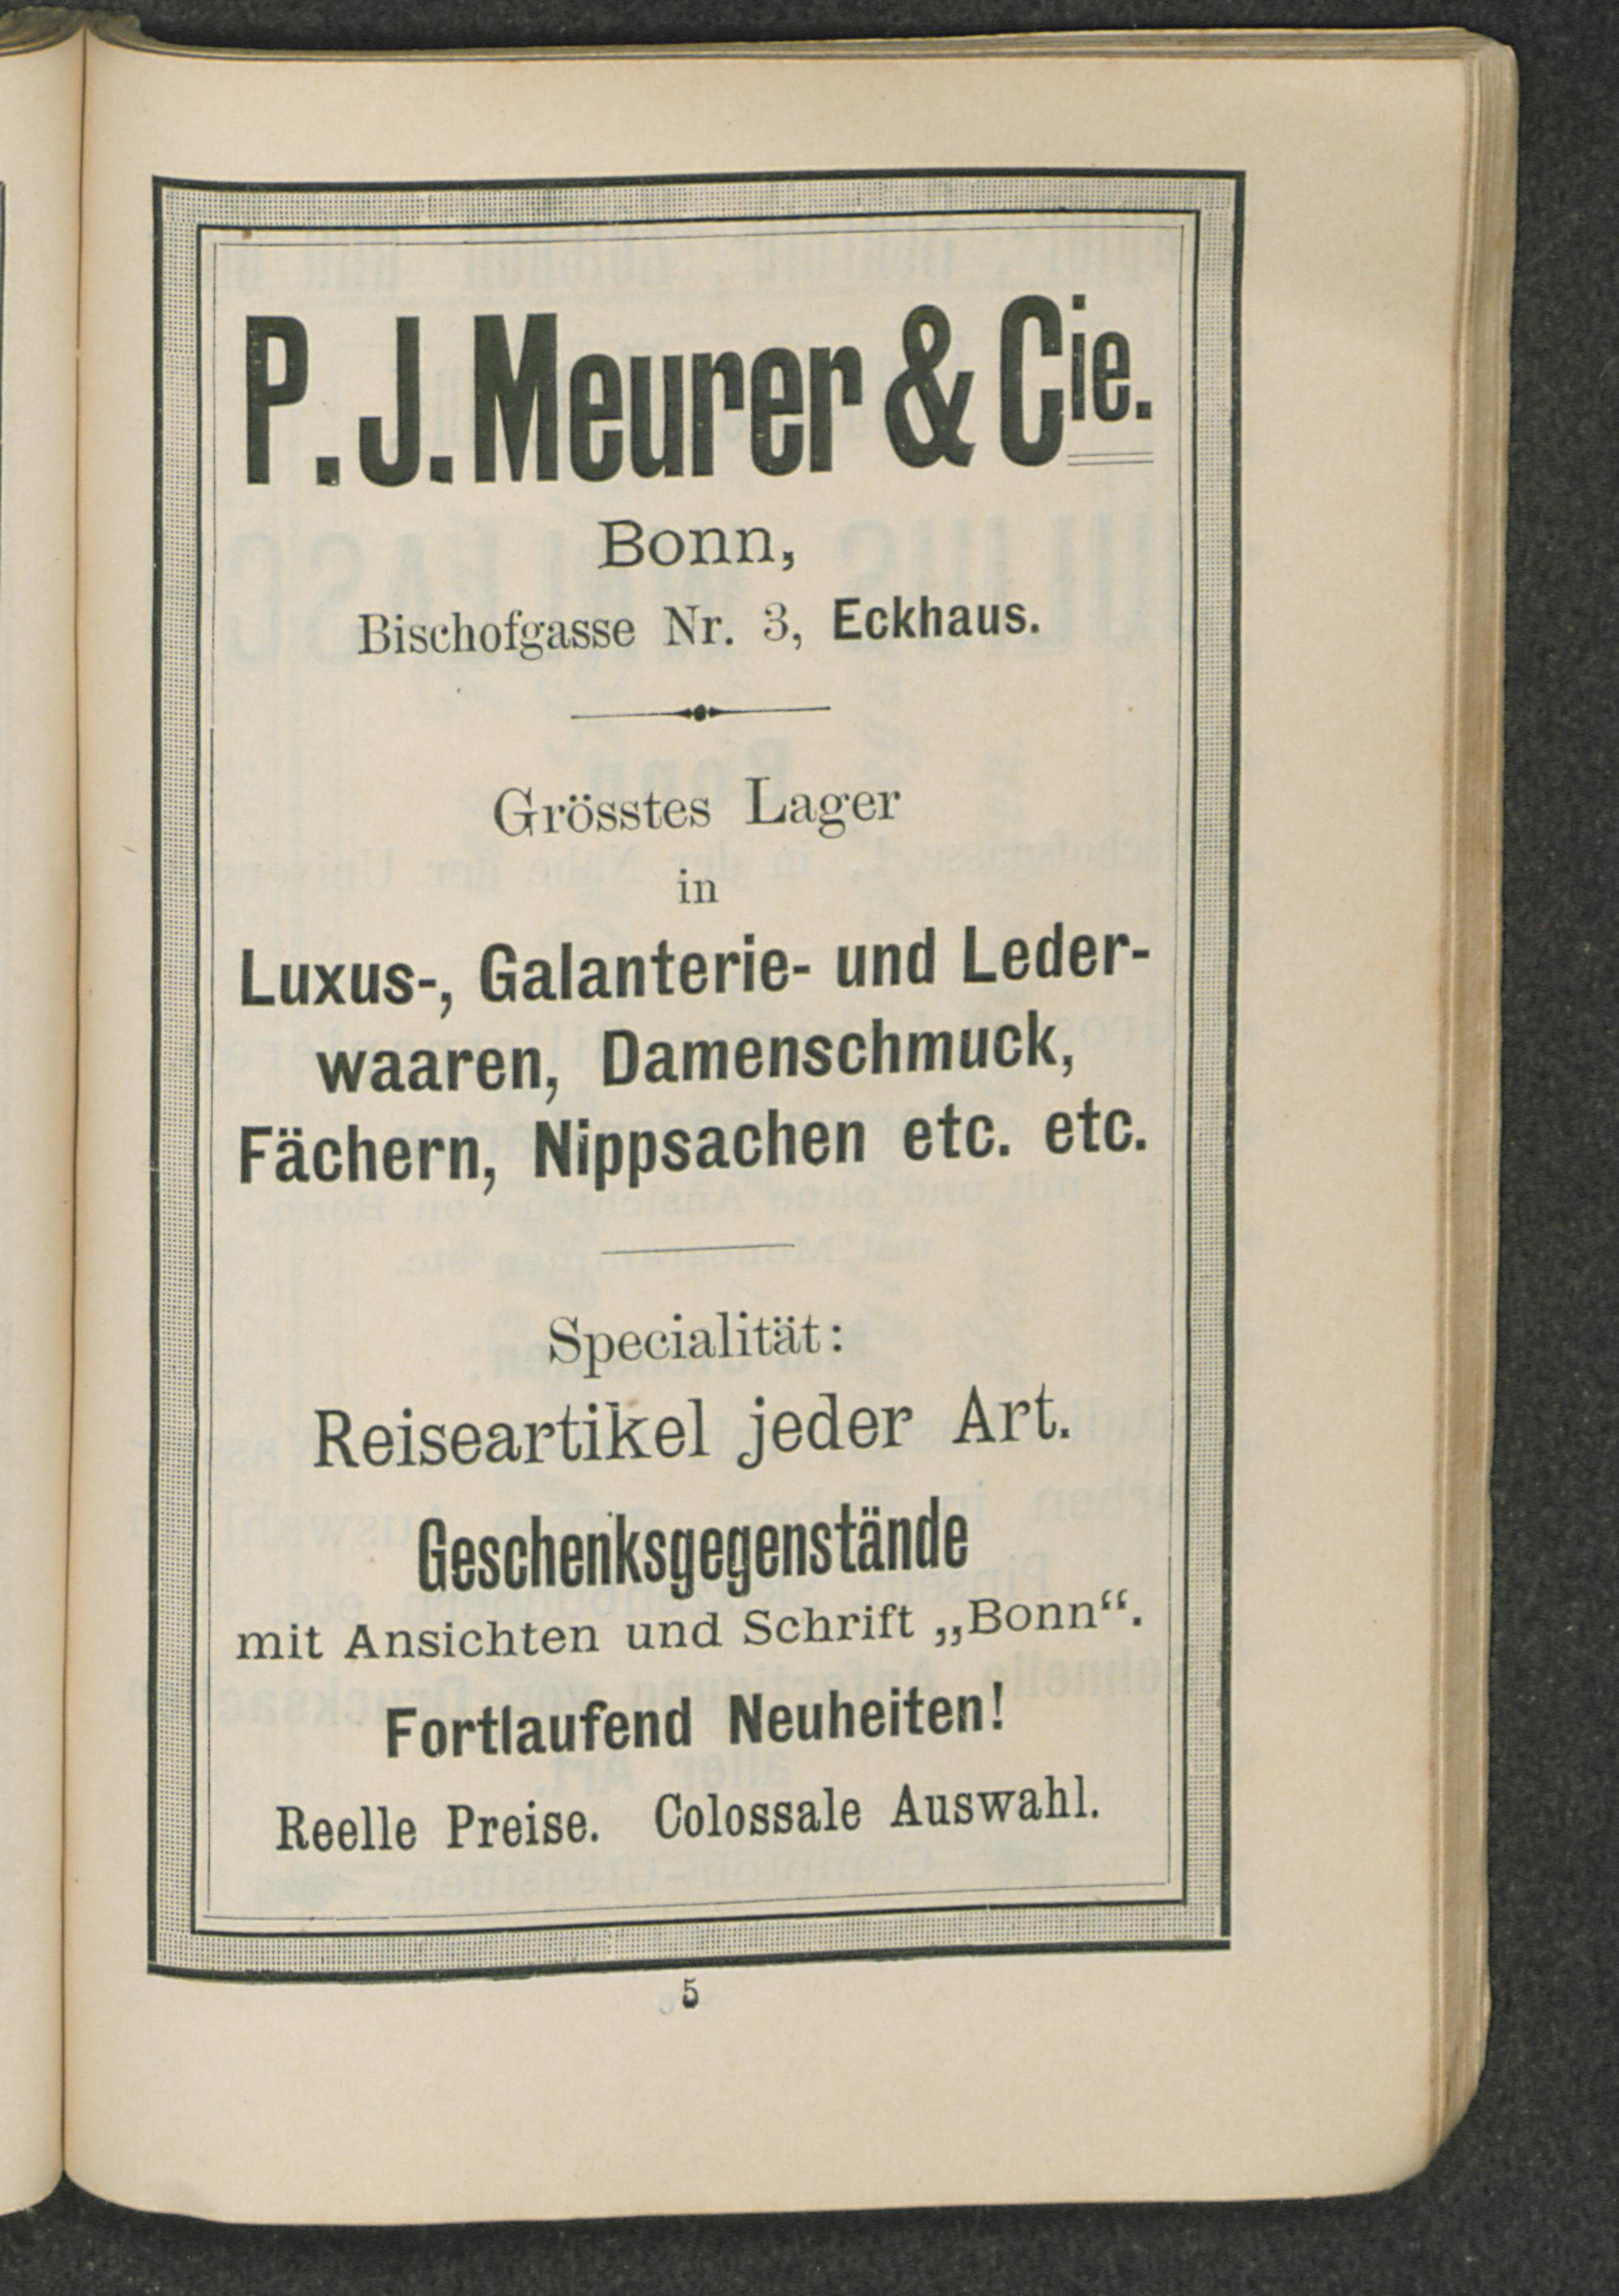 P. J. Meurer & Cie.
Bonn,
Bischofgasse Nr. 3, Eckhaus.
Grösstes Lager
in
Luxus-, Galanterie- und Leder-
waaren, Damenschmuck,
Fächern, Nippsachen etc. etc.
Specialität:
Reiseartikel jeder Art.
Geschenksgegenstände
mit Ansichten und Schrift „Bonn“.
Fortlaufend Neuheiten!
Reelle Preise. Colossale Auswahl.
5